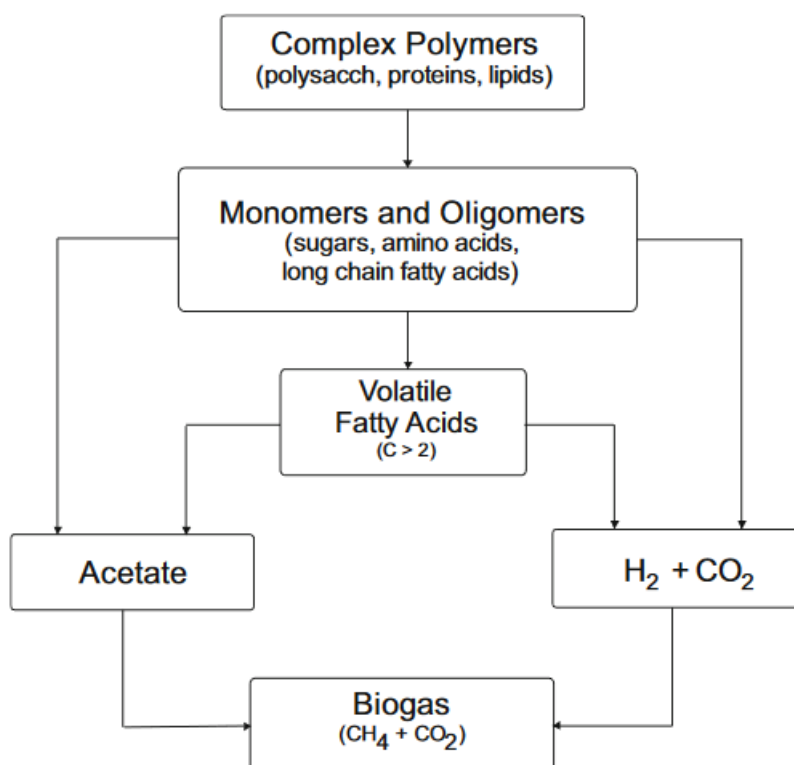 Complex Polymers
(polysacch, proteins, lipids)
Monomers and Oligomers
(sugars, amino acids,
long chain fatty acids)
Volatile
Fatty Acids
(C > 2)
Acetate
H₂ + CO₂
Biogas
(CH₄ + CO₂)